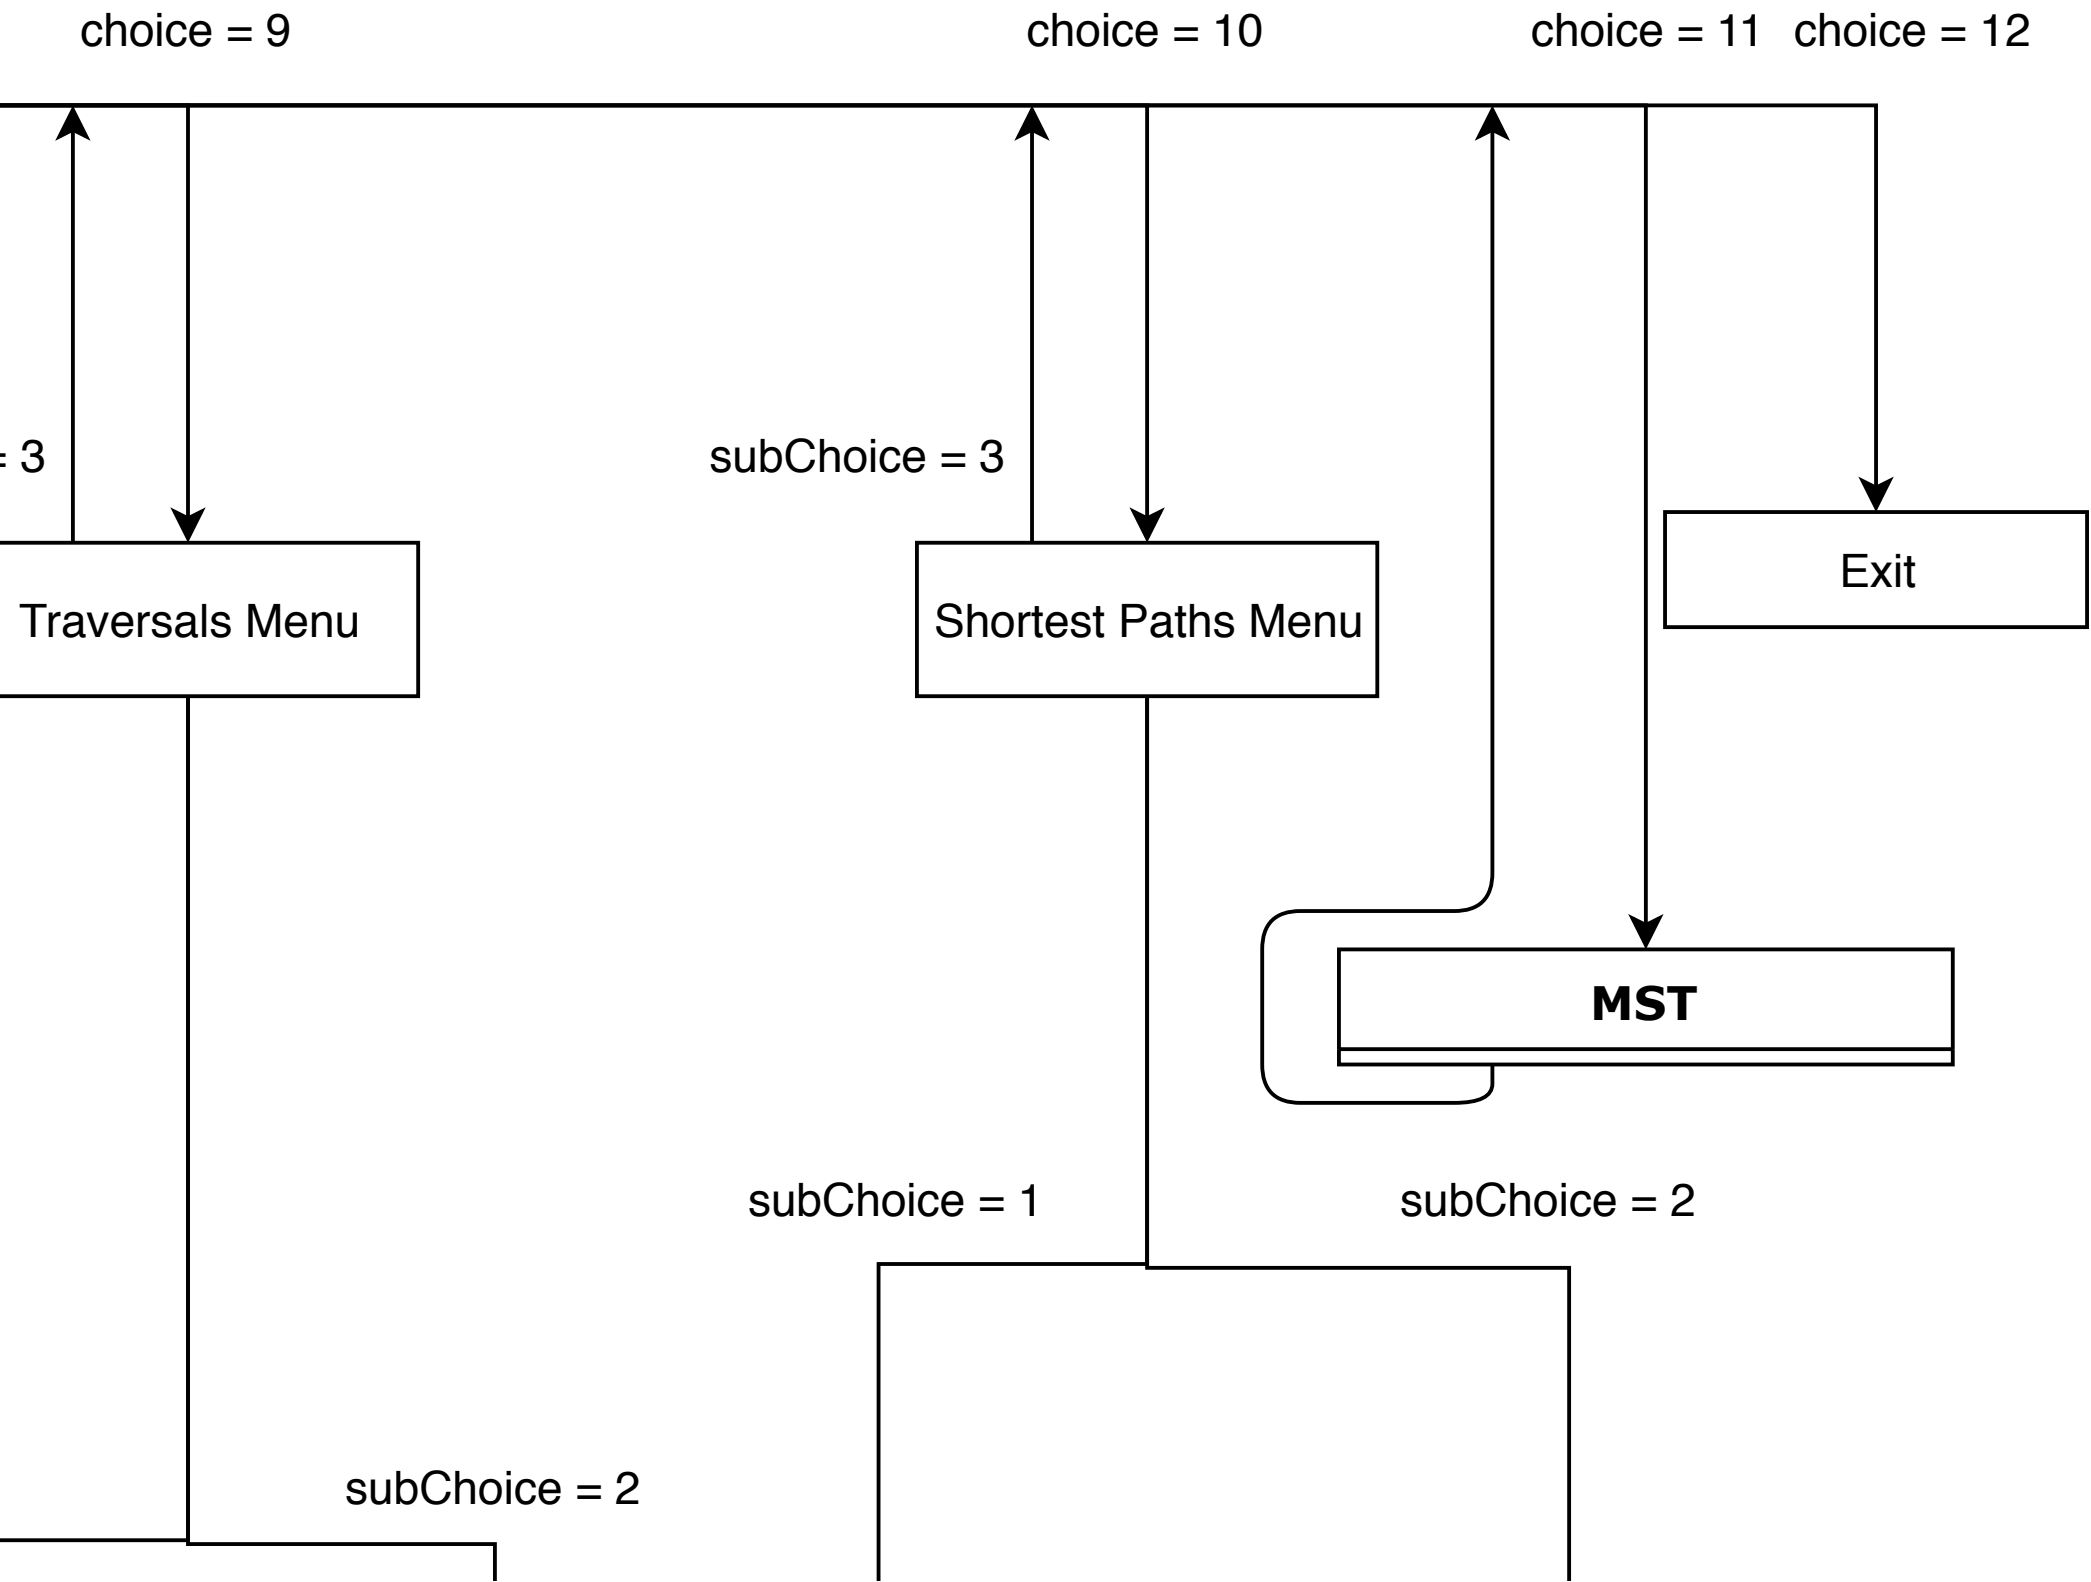 choice = 9
choice = 10
choice = 11
choice = 12
= 3
subChoice = 3
Exit
Traversals Menu
Shortest Paths Menu
MST
subChoice = 1
subChoice = 2
subChoice = 2